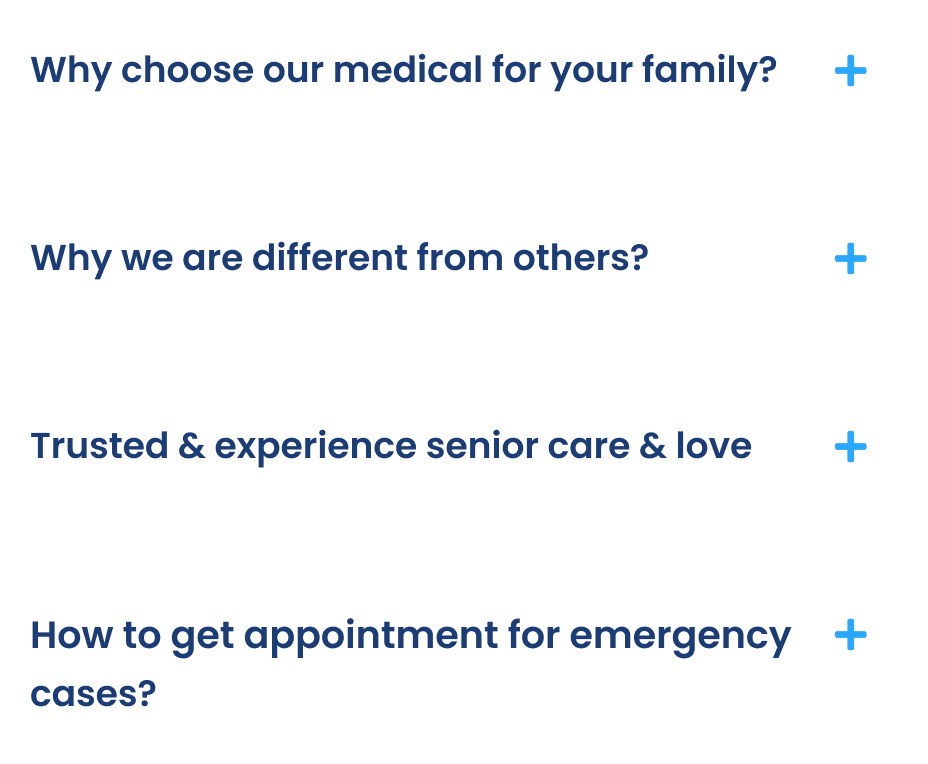 Why choose our medical for your family?
Why we are different from others?
Trusted & experience senior care & love
How to get appointment for emergency
cases?